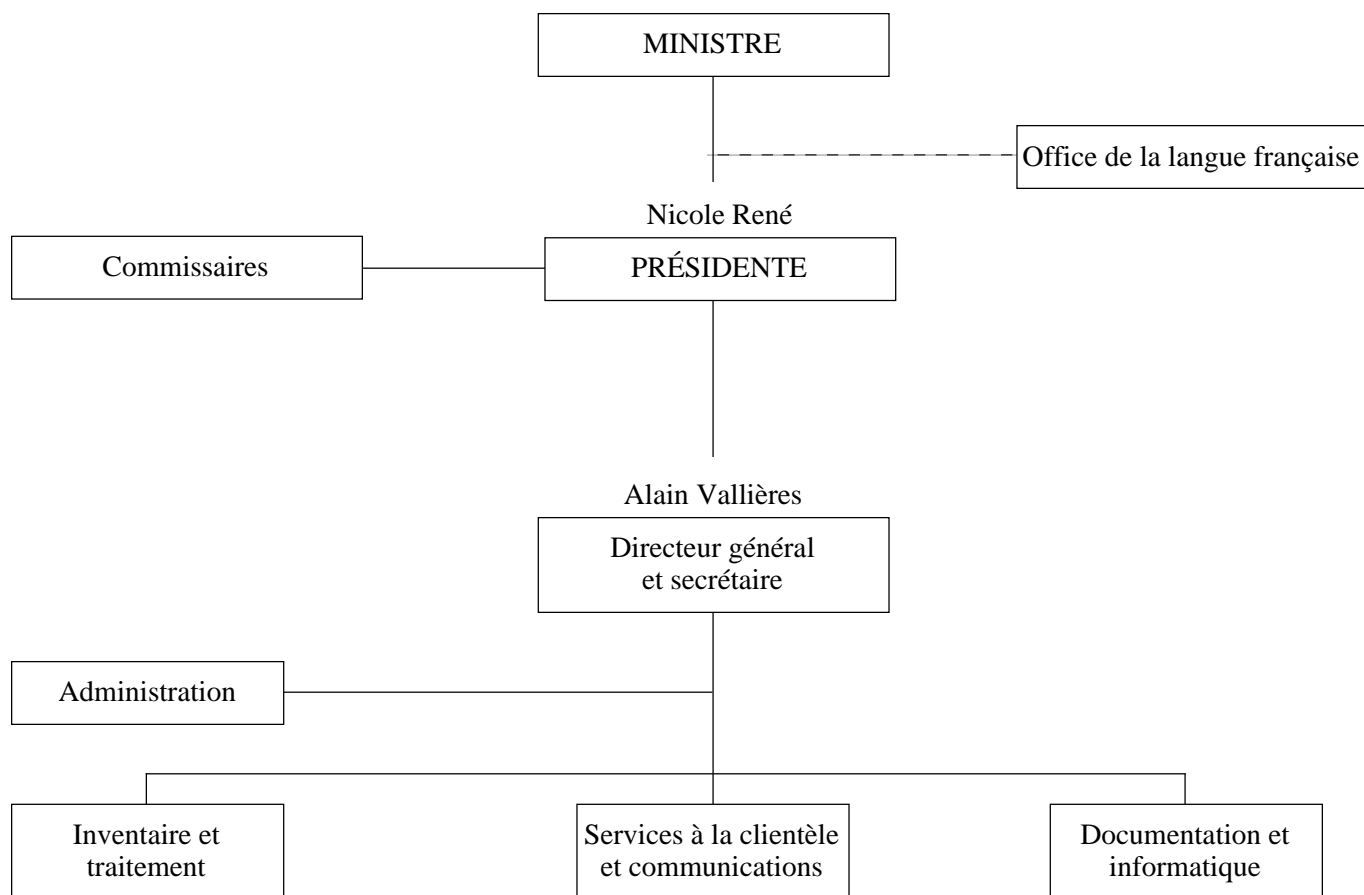 MINISTRE
Office de la langue française
Nicole René
Commissaires
PRÉSIDENTE
Alain Vallières
Directeur général
et secrétaire
Administration
Inventaire et
traitement
Services à la clientèle
et communications
Documentation et
informatique